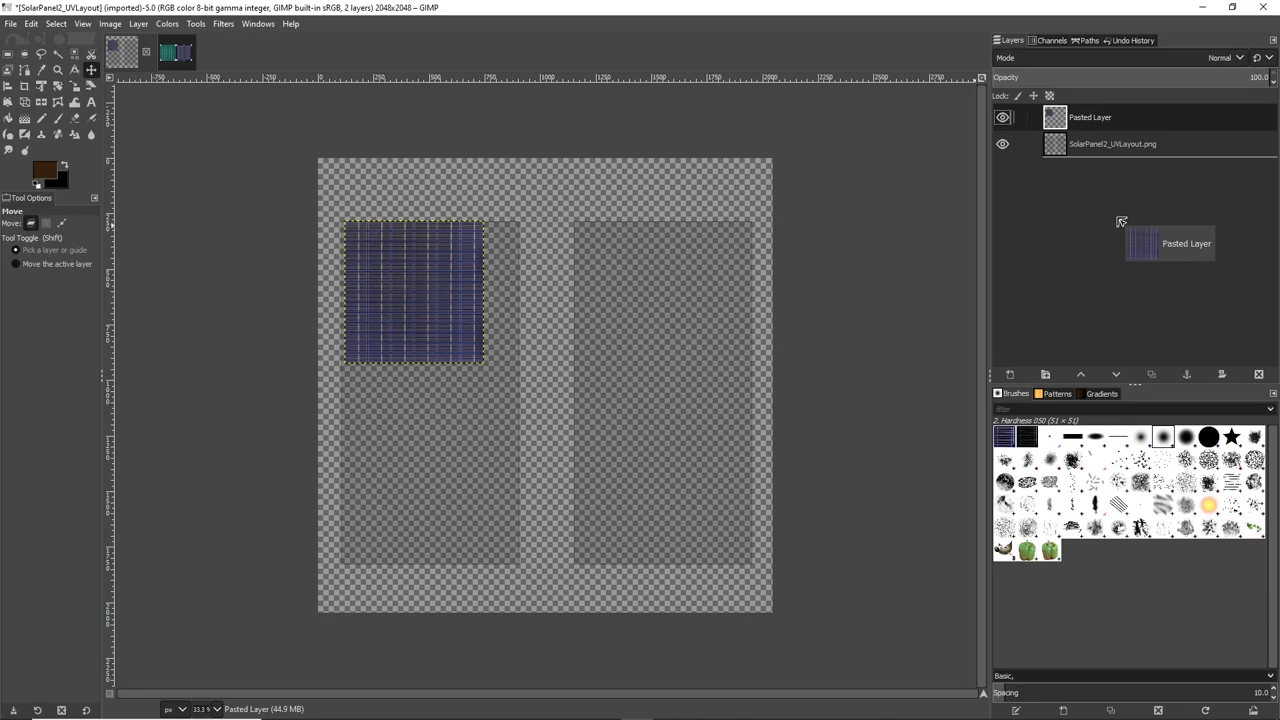 *[SolarPanel2_UVLayout] (imported)-5.0 (RGB color 8-bit gamma integer, GIMP built-in sRGB, 2 layers) 2048x2048 – GIMP
File Edit Select View Image Layer Colors Tools Filters Windows Help
Layers Channels Paths Undo History
Mode Normal
Opacity 100.0
Lock:
Pasted Layer
SolarPanel2_UVLayout.png
Pasted Layer
Tool Options
Move
Move:
Tool Toggle (Shift)
Pick a layer or guide
Move the active layer
Brushes Patterns Gradients
filter
2. Hardness 050 (51 × 51)
Basic,
Spacing 10.0
px 33.3 Pasted Layer (44.9 MB)